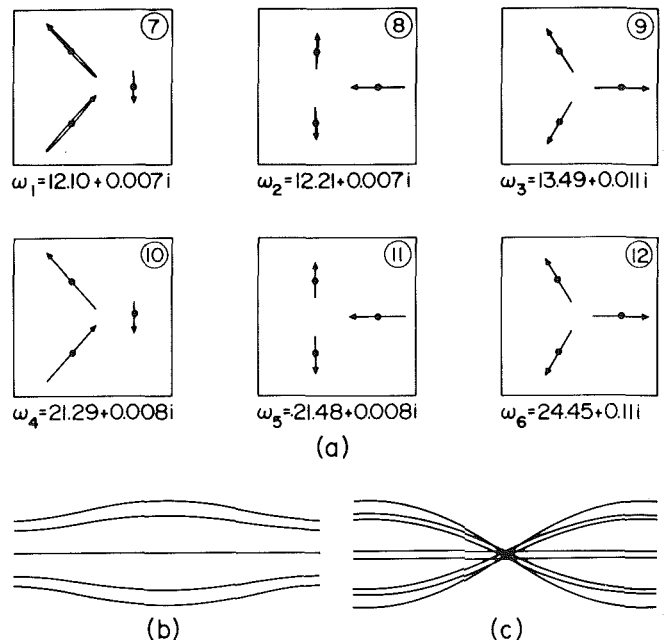 7 8 9
ω₁=12.10+0.007i ω₂=12.21+0.007i ω₃=13.49+0.011i
10 11 12
ω₄=21.29+0.008i ω₅=21.48+0.008i ω₆=24.45+0.11i
(a)
(b) (c)